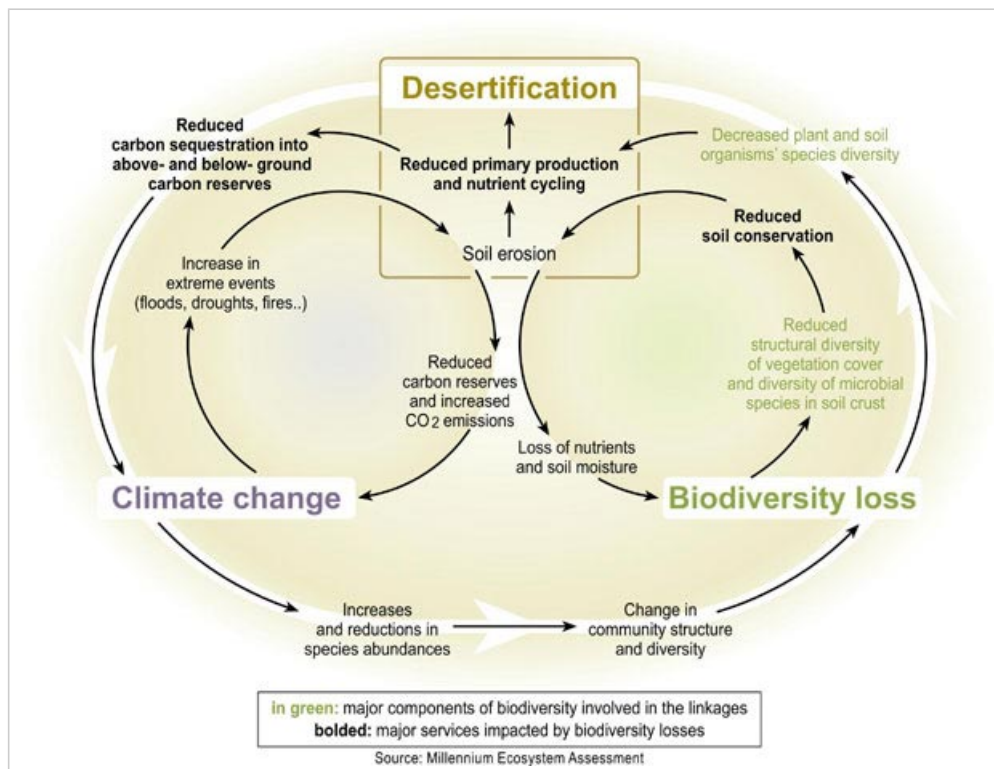 Desertification
Reduced
carbon sequestration into
above- and below- ground
carbon reserves
Reduced primary production
and nutrient cycling
Decreased plant and soil
organisms' species diversity
Reduced
soil conservation
Soil erosion
Increase in
extreme events
(floods, droughts, fires..)
Reduced
structural diversity
of vegetation cover
and diversity of microbial
species in soil crust
Reduced
carbon reserves
and increased
CO2 emissions
Loss of nutrients
and soil moisture
Climate change
Biodiversity loss
Increases
and reductions in
species abundances
Change in
community structure
and diversity
in green: major components of biodiversity involved in the linkages
bolded: major services impacted by biodiversity losses
Source: Millennium Ecosystem Assessment